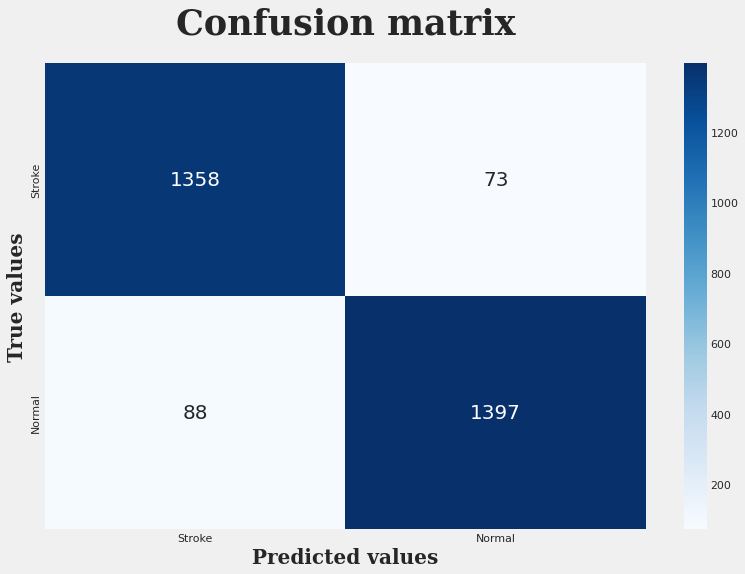 Confusion matrix
True values
Stroke
Normal
1358
73
88
1397
Stroke
Normal
Predicted values
1200
1000
800
600
400
200